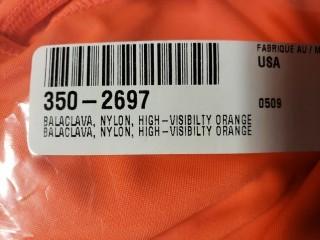 FABRIQUE AU / M
USA
350-2697
0509
BALACLAVA, NYLON, HIGH-VISIBILTY ORANGE
BALACLAVA, NYLON, HIGH-VISIBILTY ORANGE